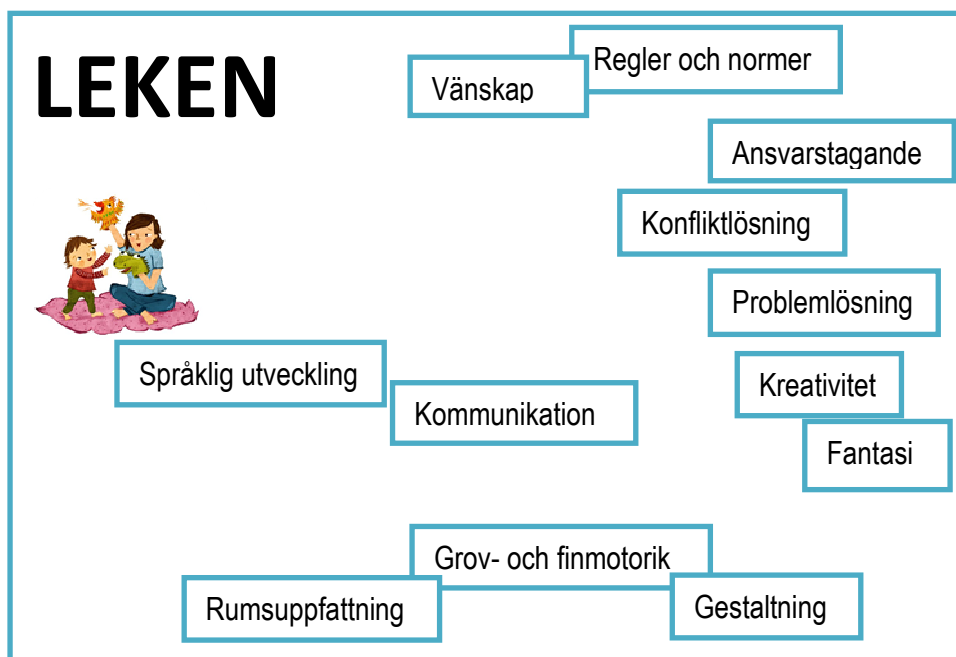 LEKEN
Regler och normer
Vänskap
Ansvarstagande
Konfliktlösning
Problemlösning
Språklig utveckling
Kreativitet
Kommunikation
Fantasi
Grov- och finmotorik
Rumsuppfattning
Gestaltning